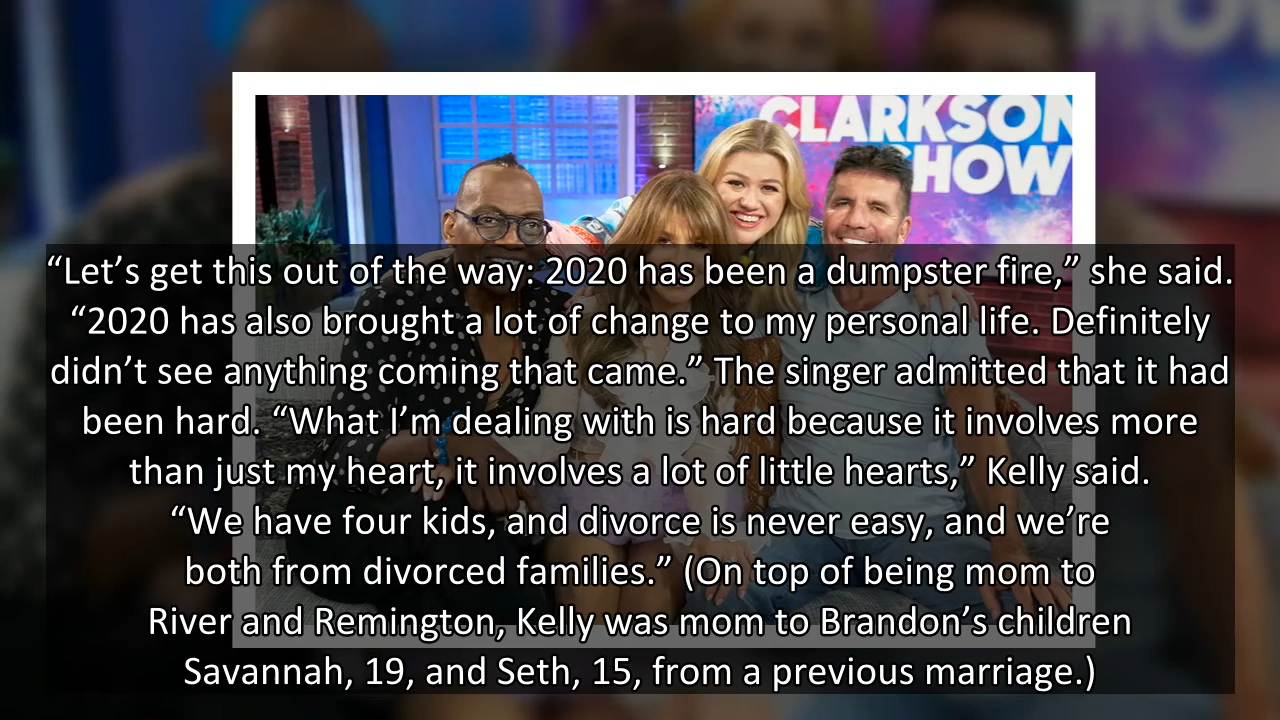 CLARKSON
SHOW
“Let’s get this out of the way: 2020 has been a dumpster fire,” she said.
“2020 has also brought a lot of change to my personal life. Definitely
didn’t see anything coming that came.” The singer admitted that it had
been hard. “What I’m dealing with is hard because it involves more
than just my heart, it involves a lot of little hearts,” Kelly said.
“We have four kids, and divorce is never easy, and we’re
both from divorced families.” (On top of being mom to
River and Remington, Kelly was mom to Brandon’s children
Savannah, 19, and Seth, 15, from a previous marriage.)